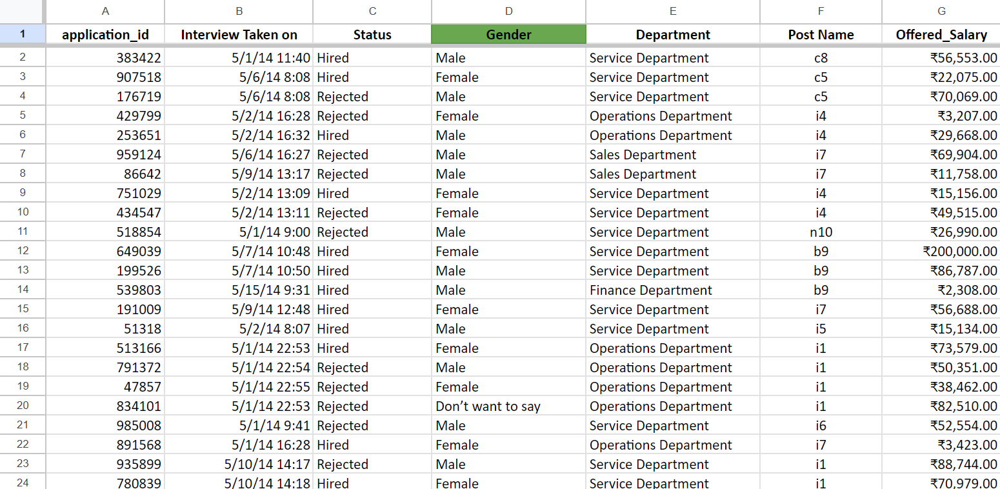 A B C D E F G
1 application_id Interview Taken on Status Gender Department Post Name Offered_Salary
2 383422 5/1/14 11:40 Hired Male Service Department c8 ₹56,553.00
3 907518 5/6/14 8:08 Hired Female Service Department c5 ₹22,075.00
4 176719 5/6/14 8:08 Rejected Male Service Department c5 ₹70,069.00
5 429799 5/2/14 16:28 Rejected Female Operations Department i4 ₹3,207.00
6 253651 5/2/14 16:32 Hired Male Operations Department i4 ₹29,668.00
7 959124 5/6/14 16:27 Rejected Male Sales Department i7 ₹69,904.00
8 86642 5/9/14 13:17 Rejected Male Sales Department i7 ₹11,758.00
9 751029 5/2/14 13:09 Hired Female Service Department i4 ₹15,156.00
10 434547 5/2/14 13:11 Rejected Female Service Department i4 ₹49,515.00
11 518854 5/1/14 9:00 Rejected Male Service Department n10 ₹26,990.00
12 649039 5/7/14 10:48 Hired Female Service Department b9 ₹200,000.00
13 199526 5/7/14 10:50 Hired Male Service Department b9 ₹86,787.00
14 539803 5/15/14 9:31 Hired Male Finance Department b9 ₹2,308.00
15 191009 5/9/14 12:48 Hired Female Service Department i7 ₹56,688.00
16 51318 5/2/14 8:07 Hired Male Service Department i5 ₹15,134.00
17 513166 5/1/14 22:53 Hired Female Operations Department i1 ₹73,579.00
18 791372 5/1/14 22:54 Rejected Male Operations Department i1 ₹50,351.00
19 47857 5/1/14 22:55 Rejected Female Operations Department i1 ₹38,462.00
20 834101 5/1/14 22:53 Rejected Don’t want to say Operations Department i1 ₹82,510.00
21 985008 5/1/14 9:41 Rejected Male Service Department i6 ₹52,554.00
22 891568 5/1/14 16:28 Hired Female Operations Department i7 ₹3,423.00
23 935899 5/10/14 14:17 Rejected Male Service Department i1 ₹88,744.00
24 780839 5/10/14 14:18 Hired Female Service Department i1 ₹70,979.00